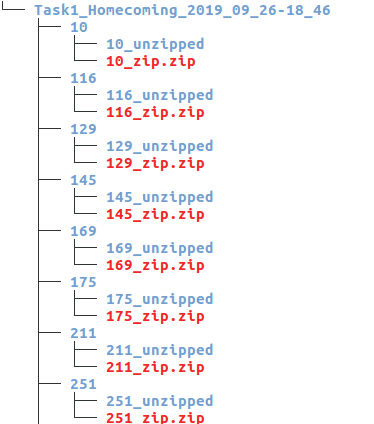 Task1_Homecoming_2019_09_26-18_46
10
10_unzipped
10_zip.zip
116
116_unzipped
116_zip.zip
129
129_unzipped
129_zip.zip
145
145_unzipped
145_zip.zip
169
169_unzipped
169_zip.zip
175
175_unzipped
175_zip.zip
211
211_unzipped
211_zip.zip
251
251_unzipped
251_zip.zip